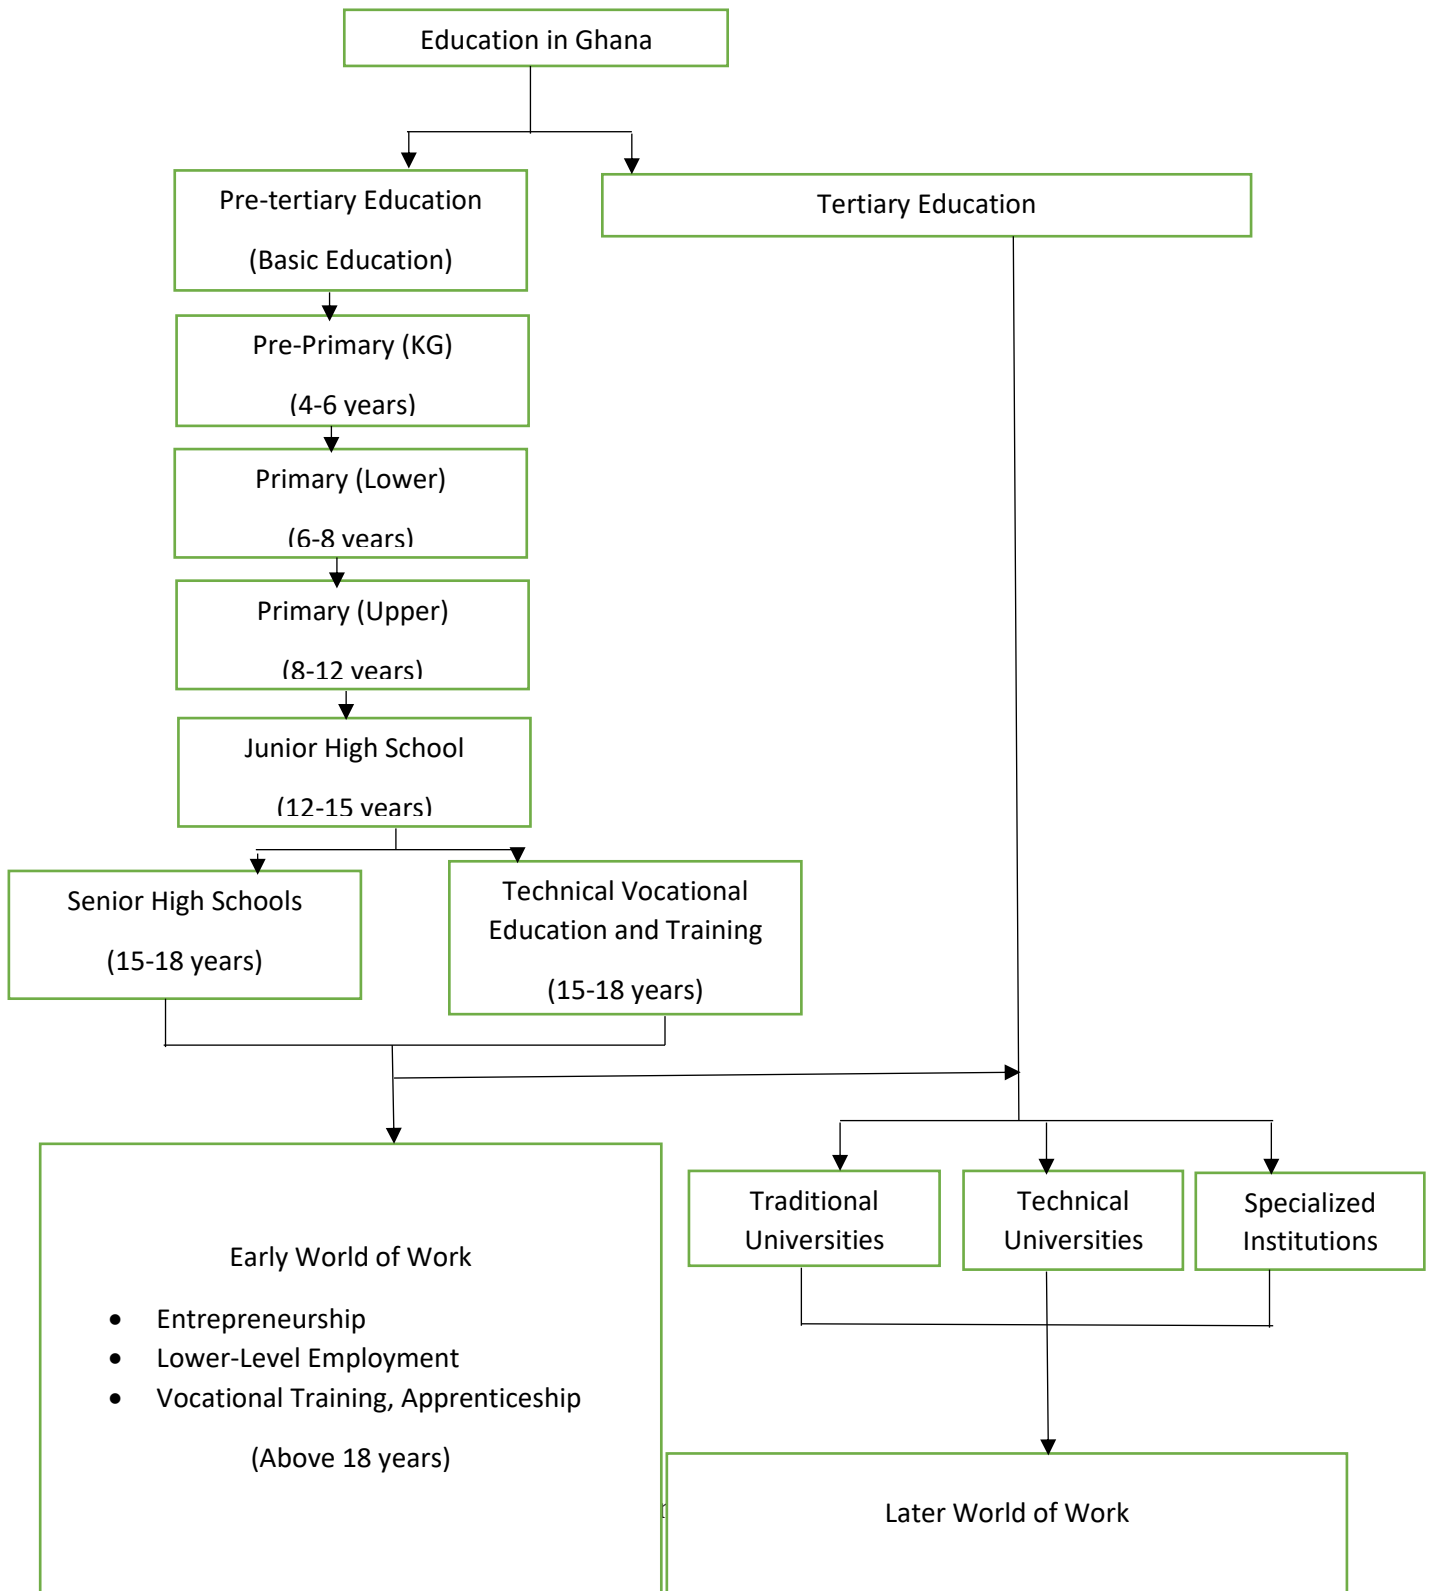 Education in Ghana
Pre-tertiary Education
(Basic Education)
Tertiary Education
Pre-Primary (KG)
(4-6 years)
Primary (Lower)
(6-8 years)
Primary (Upper)
(8-12 years)
Junior High School
(12-15 years)
Senior High Schools
(15-18 years)
Technical Vocational
Education and Training
(15-18 years)
Early World of Work
• Entrepreneurship
• Lower-Level Employment
• Vocational Training, Apprenticeship
(Above 18 years)
Traditional
Universities
Technical
Universities
Specialized
Institutions
Later World of Work